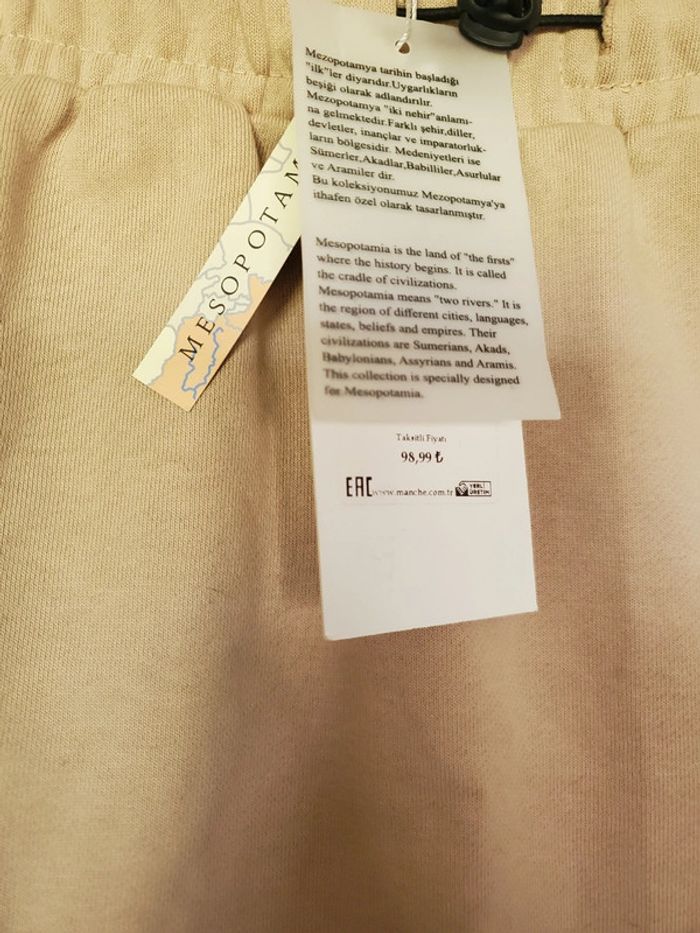 Mezopotamya tarihin başladığı
"ilk"ler diyarıdır.Uygarlıkların
beşiği olarak adlandırılır.
Mezopotamya "iki nehir"anlamı-
na gelmektedir.Farklı şehir,diller,
devletler, inançlar ve imparatorluk-
ların bölgesidir. Medeniyetleri ise
Sümerler,Akadlar,Babilliler,Asurlular
ve Aramiler dir.
Bu koleksiyonumuz Mezopotamya'ya
ithafen özel olarak tasarlanmıştır.
Mesopotamia is the land of "the firsts"
where the history begins. It is called
the cradle of civilizations.
Mesopotamia means "two rivers." It is
the region of different cities, languages,
states, beliefs and empires. Their
civilizations are Sumerians, Akads,
Babylonians, Assyrians and Aramis.
This collection is specially designed
for Mesopotamia.
MESOPOTAM
Taksitli Fiyatı
98,99 ₺
EAC www.manche.com.tr YERLİ
ÜRETİM